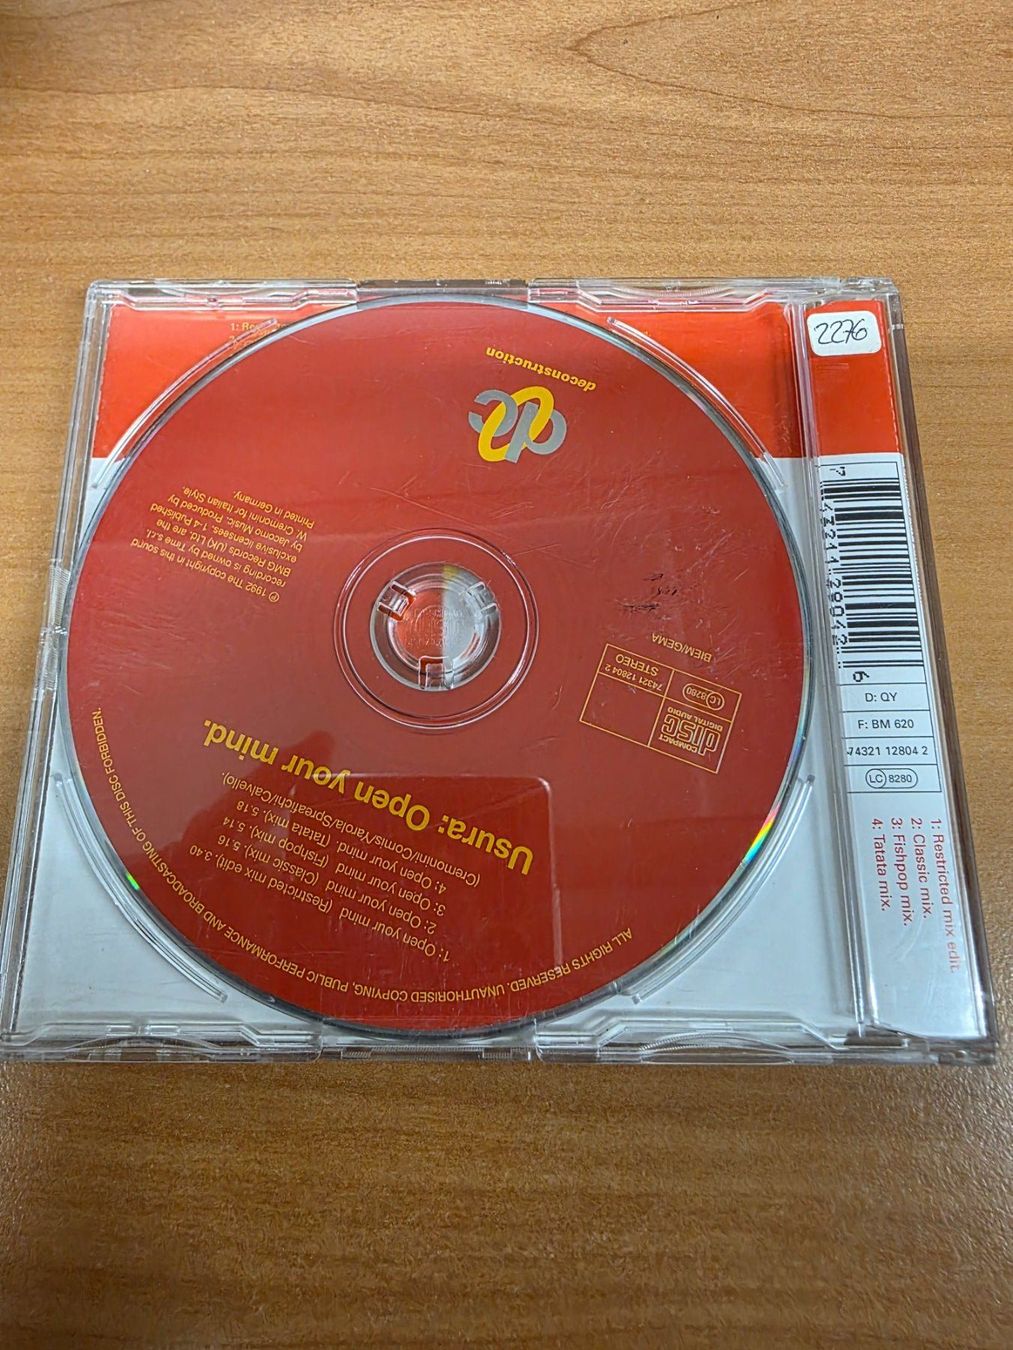 deconstruction
℗ 1992 The copyright in this sound
recording is owned by Time s.r.l.
BMG Records (UK) Ltd. are the
exclusive licensees. 1-4 Published
by Jacomo Music. Produced by
W. Cremonini for Italian Style.
Printed in Germany.
BIEM/GEMA
LC 8280
74321 12804 2
STEREO
COMPACT
disc
DIGITAL AUDIO
Usura: Open your mind.
1: Open your mind (Restricted mix edit). 3.40
2: Open your mind (Classic mix). 5.16
3: Open your mind (Fishpop mix). 5.14
4: Open your mind. (Tatata mix). 5.18
(Cremonini/Comis/Varola/Spreafichi/Calvello).
ALL RIGHTS RESERVED. UNAUTHORISED COPYING, PUBLIC PERFORMANCE AND BROADCASTING OF THIS DISC FORBIDDEN.
2276
7 43211 28042 6
D: QY
F: BM 620
74321 12804 2
LC 8280
1: Restricted mix edit.
2: Classic mix.
3: Fishpop mix.
4: Tatata mix.